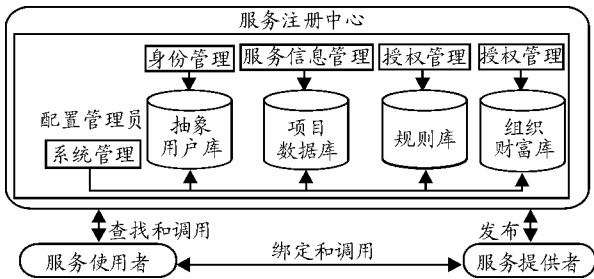 服务注册中心
身份管理
服务信息管理
授权管理
授权管理
配置管理员
系统管理
抽象
用户库
项目
数据库
规则库
组织
财富库
查找和调用
发布
服务使用者
绑定和调用
服务提供者